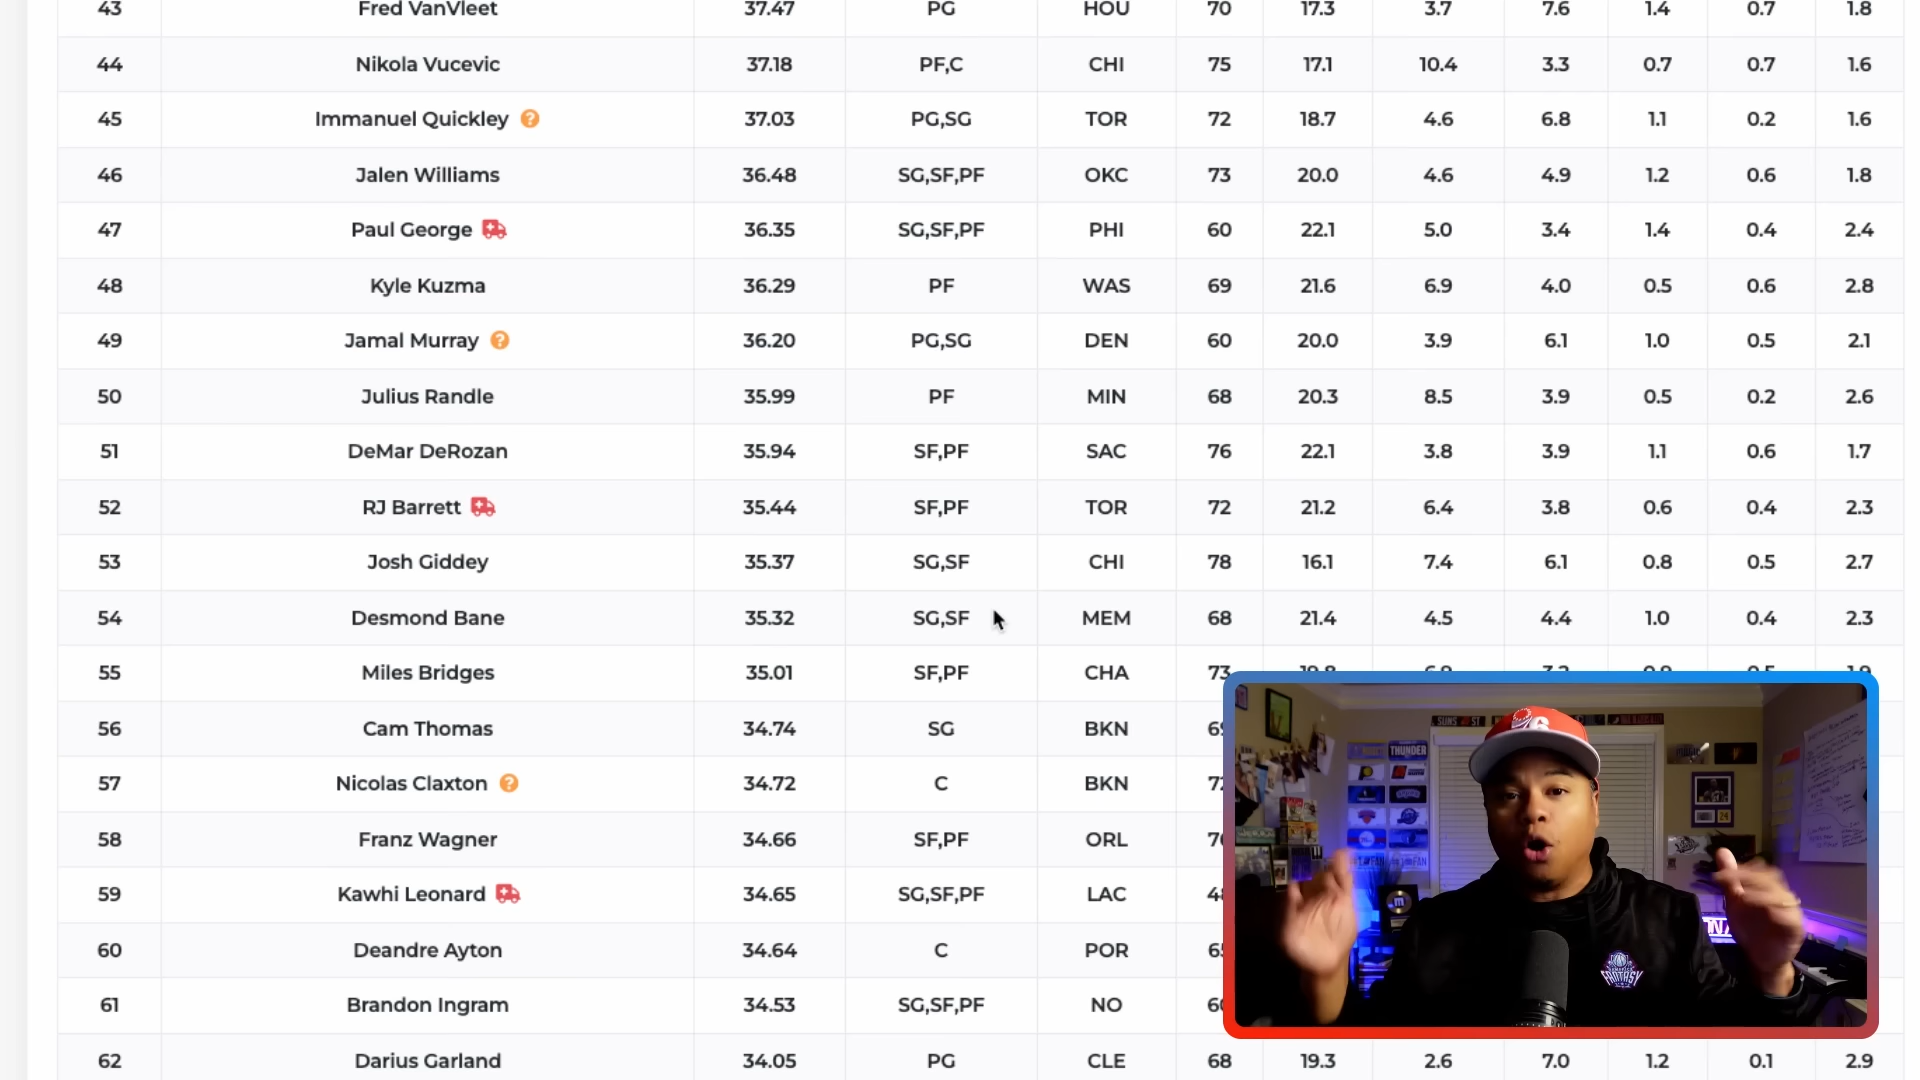 43 Fred VanVleet 37.47 PG HOU 70 17.3 3.7 7.6 1.4 0.7 1.8
44 Nikola Vucevic 37.18 PF,C CHI 75 17.1 10.4 3.3 0.7 0.7 1.6
45 Immanuel Quickley ? 37.03 PG,SG TOR 72 18.7 4.6 6.8 1.1 0.2 1.6
46 Jalen Williams 36.48 SG,SF,PF OKC 73 20.0 4.6 4.9 1.2 0.6 1.8
47 Paul George 36.35 SG,SF,PF PHI 60 22.1 5.0 3.4 1.4 0.4 2.4
48 Kyle Kuzma 36.29 PF WAS 69 21.6 6.9 4.0 0.5 0.6 2.8
49 Jamal Murray ? 36.20 PG,SG DEN 60 20.0 3.9 6.1 1.0 0.5 2.1
50 Julius Randle 35.99 PF MIN 68 20.3 8.5 3.9 0.5 0.2 2.6
51 DeMar DeRozan 35.94 SF,PF SAC 76 22.1 3.8 3.9 1.1 0.6 1.7
52 RJ Barrett 35.44 SF,PF TOR 72 21.2 6.4 3.8 0.6 0.4 2.3
53 Josh Giddey 35.37 SG,SF CHI 78 16.1 7.4 6.1 0.8 0.5 2.7
54 Desmond Bane 35.32 SG,SF MEM 68 21.4 4.5 4.4 1.0 0.4 2.3
55 Miles Bridges 35.01 SF,PF CHA 73
56 Cam Thomas 34.74 SG BKN
57 Nicolas Claxton ? 34.72 C BKN
58 Franz Wagner 34.66 SF,PF ORL
59 Kawhi Leonard 34.65 SG,SF,PF LAC
60 Deandre Ayton 34.64 C POR
61 Brandon Ingram 34.53 SG,SF,PF NO
62 Darius Garland 34.05 PG CLE 68 19.3 2.6 7.0 1.2 0.1 2.9
SUNS ST
THUNDER
FANTASY